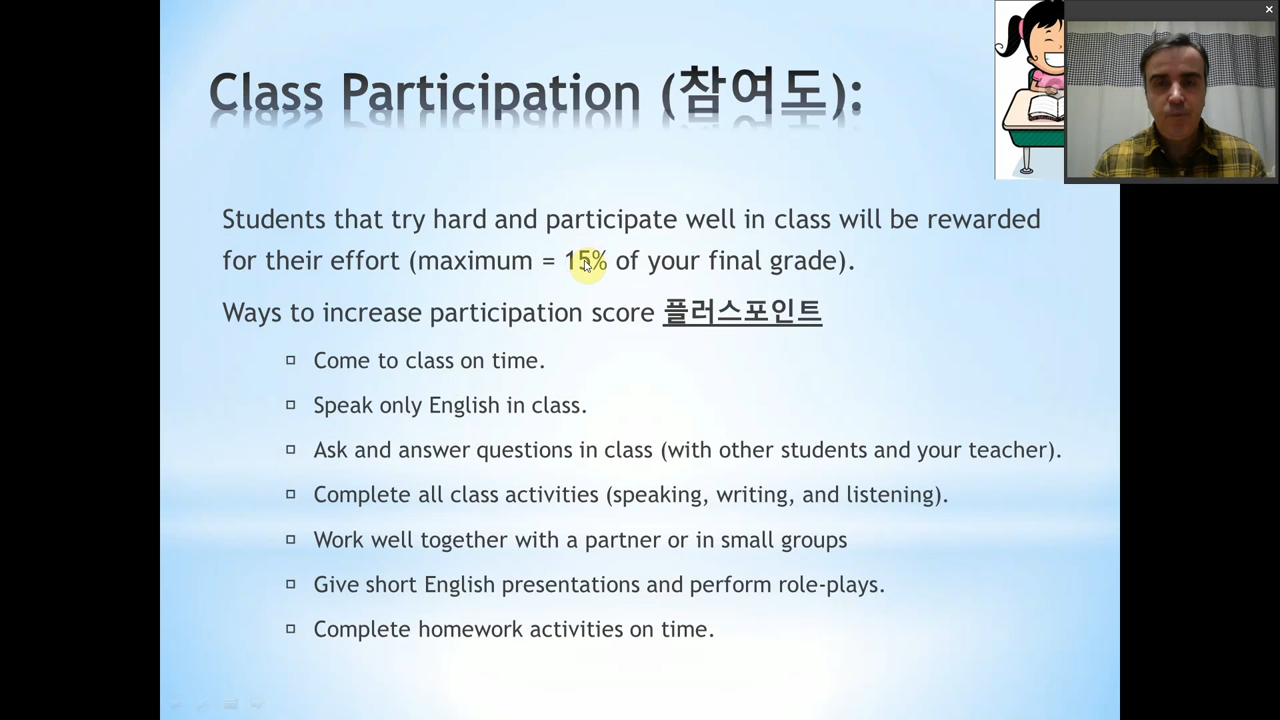 Class Participation (참여도):
Students that try hard and participate well in class will be rewarded
for their effort (maximum = 15% of your final grade).
Ways to increase participation score 플러스포인트
Come to class on time.
Speak only English in class.
Ask and answer questions in class (with other students and your teacher).
Complete all class activities (speaking, writing, and listening).
Work well together with a partner or in small groups
Give short English presentations and perform role-plays.
Complete homework activities on time.